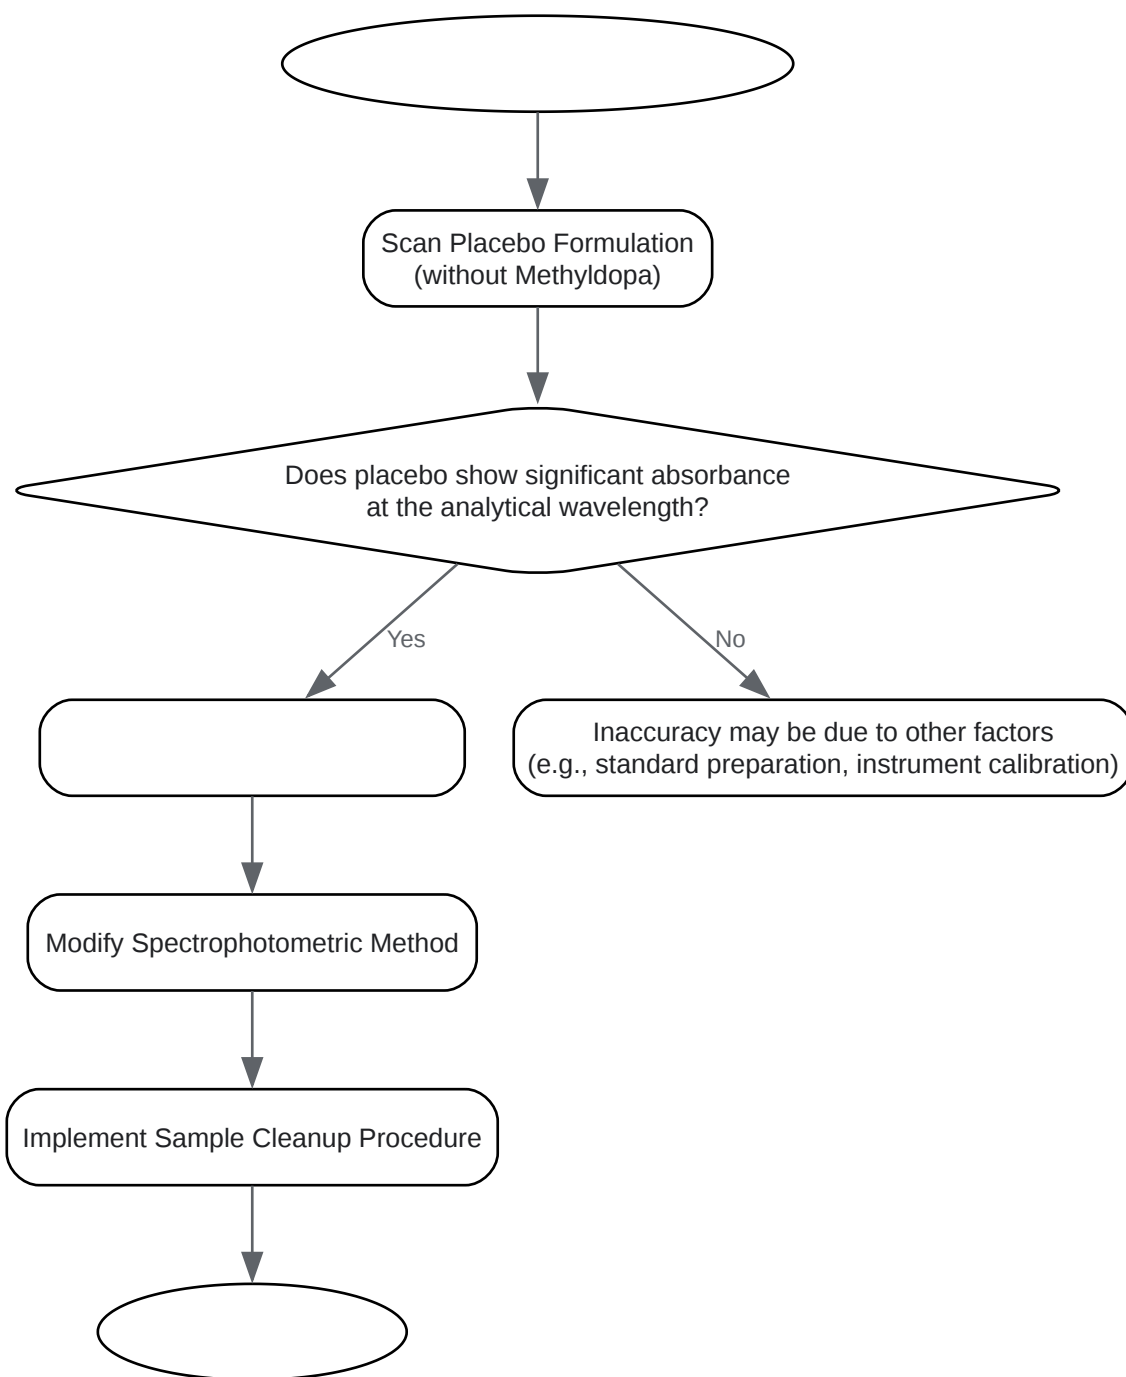 Scan Placebo Formulation
(without Methyldopa)
Does placebo show significant absorbance
at the analytical wavelength?
Yes
No
Inaccuracy may be due to other factors
(e.g., standard preparation, instrument calibration)
Modify Spectrophotometric Method
Implement Sample Cleanup Procedure